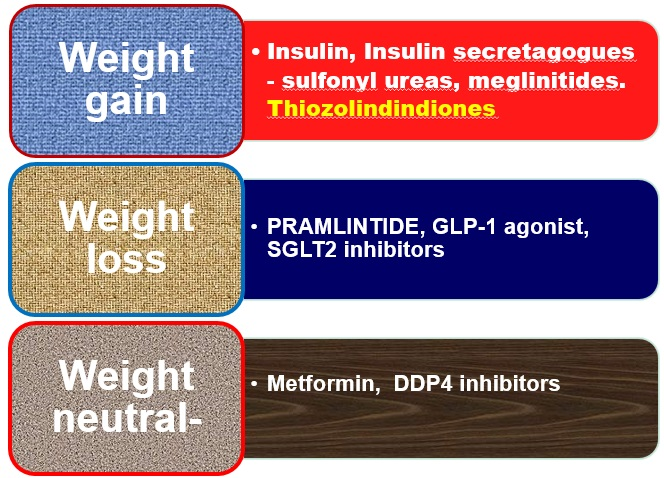 Weight
gain
• Insulin, Insulin secretagogues
- sulfonyl ureas, meglinitides.
Thiozolindindiones
Weight
loss
• PRAMLINTIDE, GLP-1 agonist,
SGLT2 inhibitors
Weight
neutral-
• Metformin,  DDP4 inhibitors